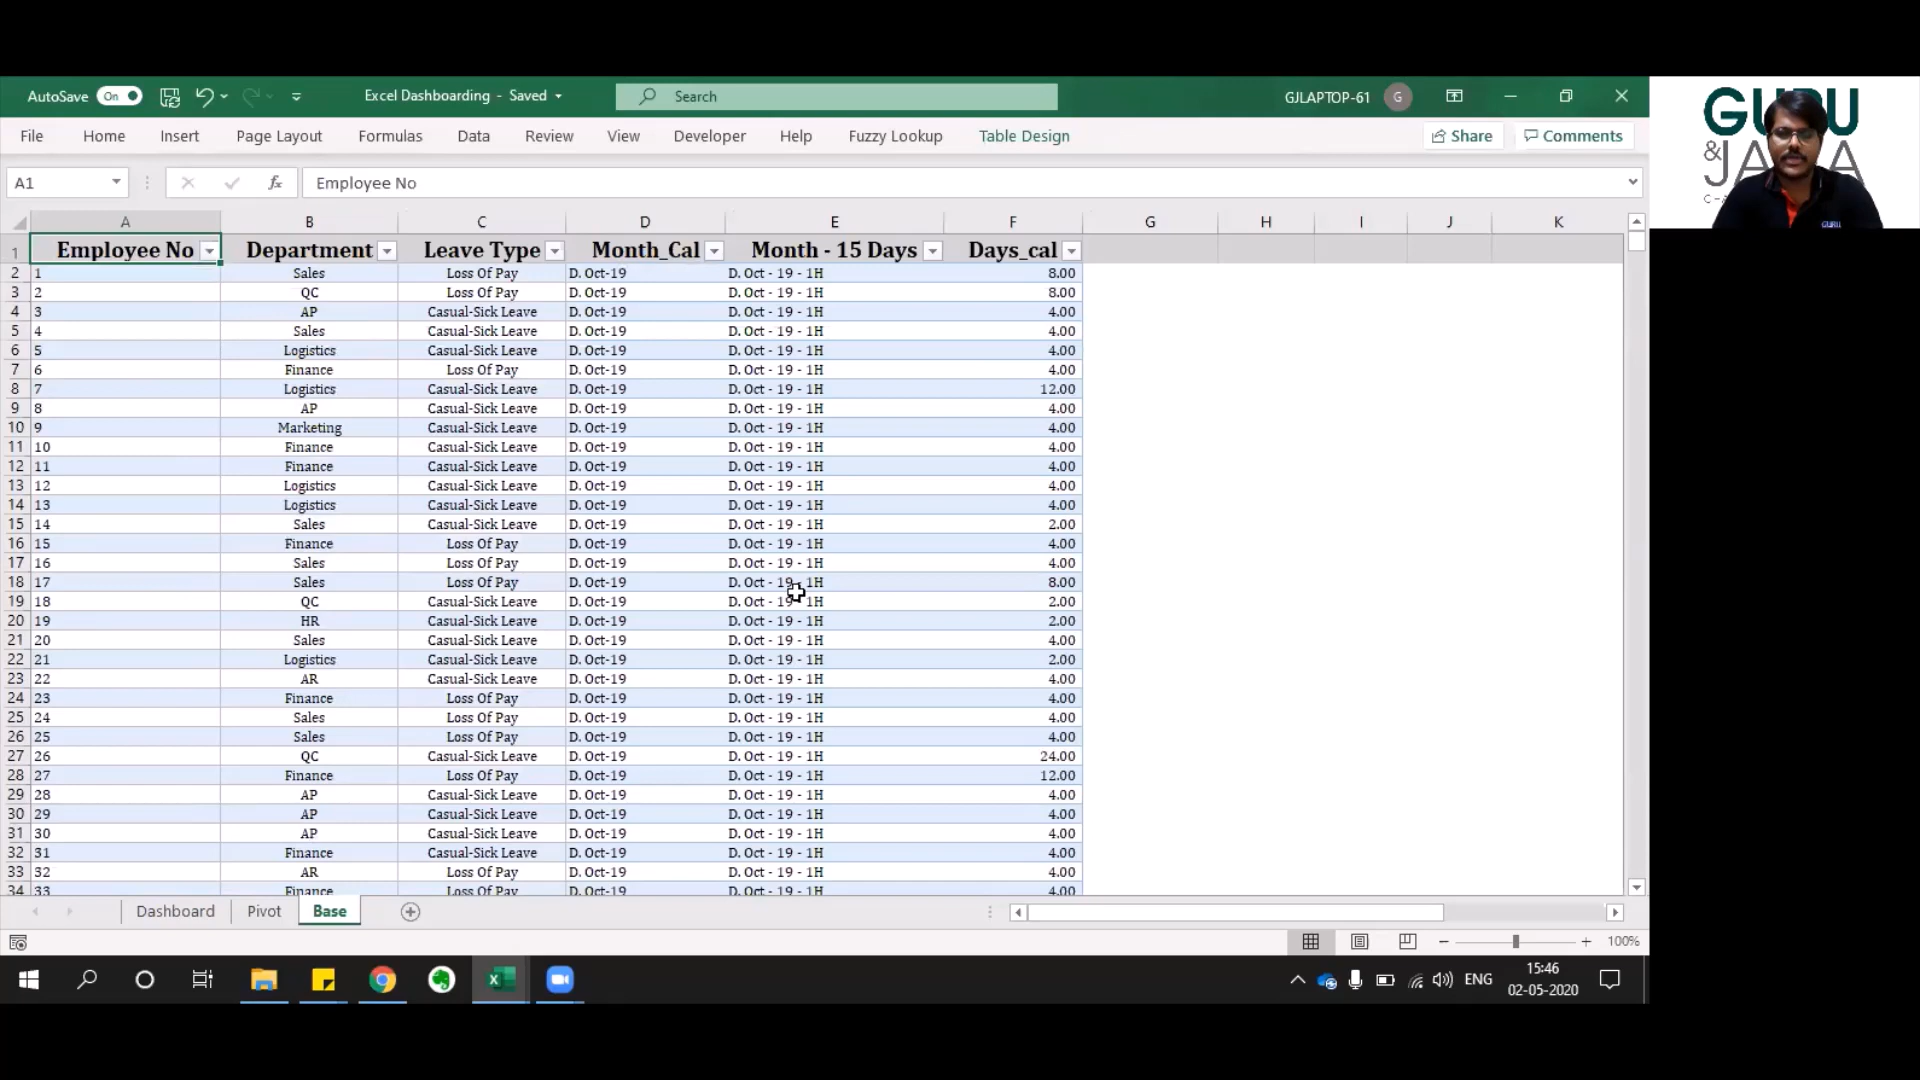 AutoSave On Excel Dashboarding - Saved Search GJLAPTOP-61 G
File Home Insert Page Layout Formulas Data Review View Developer Help Fuzzy Lookup Table Design Share Comments
A1 fx Employee No
A B C D E F G H I J K
1 Employee No Department Leave Type Month_Cal Month - 15 Days Days_cal
2 1 Sales Loss Of Pay D. Oct-19 D. Oct - 19 - 1H 8.00
3 2 QC Loss Of Pay D. Oct-19 D. Oct - 19 - 1H 8.00
4 3 AP Casual-Sick Leave D. Oct-19 D. Oct - 19 - 1H 4.00
5 4 Sales Casual-Sick Leave D. Oct-19 D. Oct - 19 - 1H 4.00
6 5 Logistics Casual-Sick Leave D. Oct-19 D. Oct - 19 - 1H 4.00
7 6 Finance Loss Of Pay D. Oct-19 D. Oct - 19 - 1H 4.00
8 7 Logistics Casual-Sick Leave D. Oct-19 D. Oct - 19 - 1H 12.00
9 8 AP Casual-Sick Leave D. Oct-19 D. Oct - 19 - 1H 4.00
10 9 Marketing Casual-Sick Leave D. Oct-19 D. Oct - 19 - 1H 4.00
11 10 Finance Casual-Sick Leave D. Oct-19 D. Oct - 19 - 1H 4.00
12 11 Finance Casual-Sick Leave D. Oct-19 D. Oct - 19 - 1H 4.00
13 12 Logistics Casual-Sick Leave D. Oct-19 D. Oct - 19 - 1H 4.00
14 13 Logistics Casual-Sick Leave D. Oct-19 D. Oct - 19 - 1H 4.00
15 14 Sales Casual-Sick Leave D. Oct-19 D. Oct - 19 - 1H 2.00
16 15 Finance Loss Of Pay D. Oct-19 D. Oct - 19 - 1H 4.00
17 16 Sales Loss Of Pay D. Oct-19 D. Oct - 19 - 1H 4.00
18 17 Sales Loss Of Pay D. Oct-19 D. Oct - 19 - 1H 8.00
19 18 QC Casual-Sick Leave D. Oct-19 D. Oct - 19 - 1H 2.00
20 19 HR Casual-Sick Leave D. Oct-19 D. Oct - 19 - 1H 2.00
21 20 Sales Casual-Sick Leave D. Oct-19 D. Oct - 19 - 1H 4.00
22 21 Logistics Casual-Sick Leave D. Oct-19 D. Oct - 19 - 1H 2.00
23 22 AR Casual-Sick Leave D. Oct-19 D. Oct - 19 - 1H 4.00
24 23 Finance Loss Of Pay D. Oct-19 D. Oct - 19 - 1H 4.00
25 24 Sales Loss Of Pay D. Oct-19 D. Oct - 19 - 1H 4.00
26 25 Sales Loss Of Pay D. Oct-19 D. Oct - 19 - 1H 4.00
27 26 QC Casual-Sick Leave D. Oct-19 D. Oct - 19 - 1H 24.00
28 27 Finance Loss Of Pay D. Oct-19 D. Oct - 19 - 1H 12.00
29 28 AP Casual-Sick Leave D. Oct-19 D. Oct - 19 - 1H 4.00
30 29 AP Casual-Sick Leave D. Oct-19 D. Oct - 19 - 1H 4.00
31 30 AP Casual-Sick Leave D. Oct-19 D. Oct - 19 - 1H 4.00
32 31 Finance Casual-Sick Leave D. Oct-19 D. Oct - 19 - 1H 4.00
33 32 AR Loss Of Pay D. Oct-19 D. Oct - 19 - 1H 4.00
34 33 Finance Loss Of Pay D. Oct-19 D. Oct - 19 - 1H 4.00
Dashboard Pivot Base
100%
ENG 15:46
02-05-2020
GURU
&